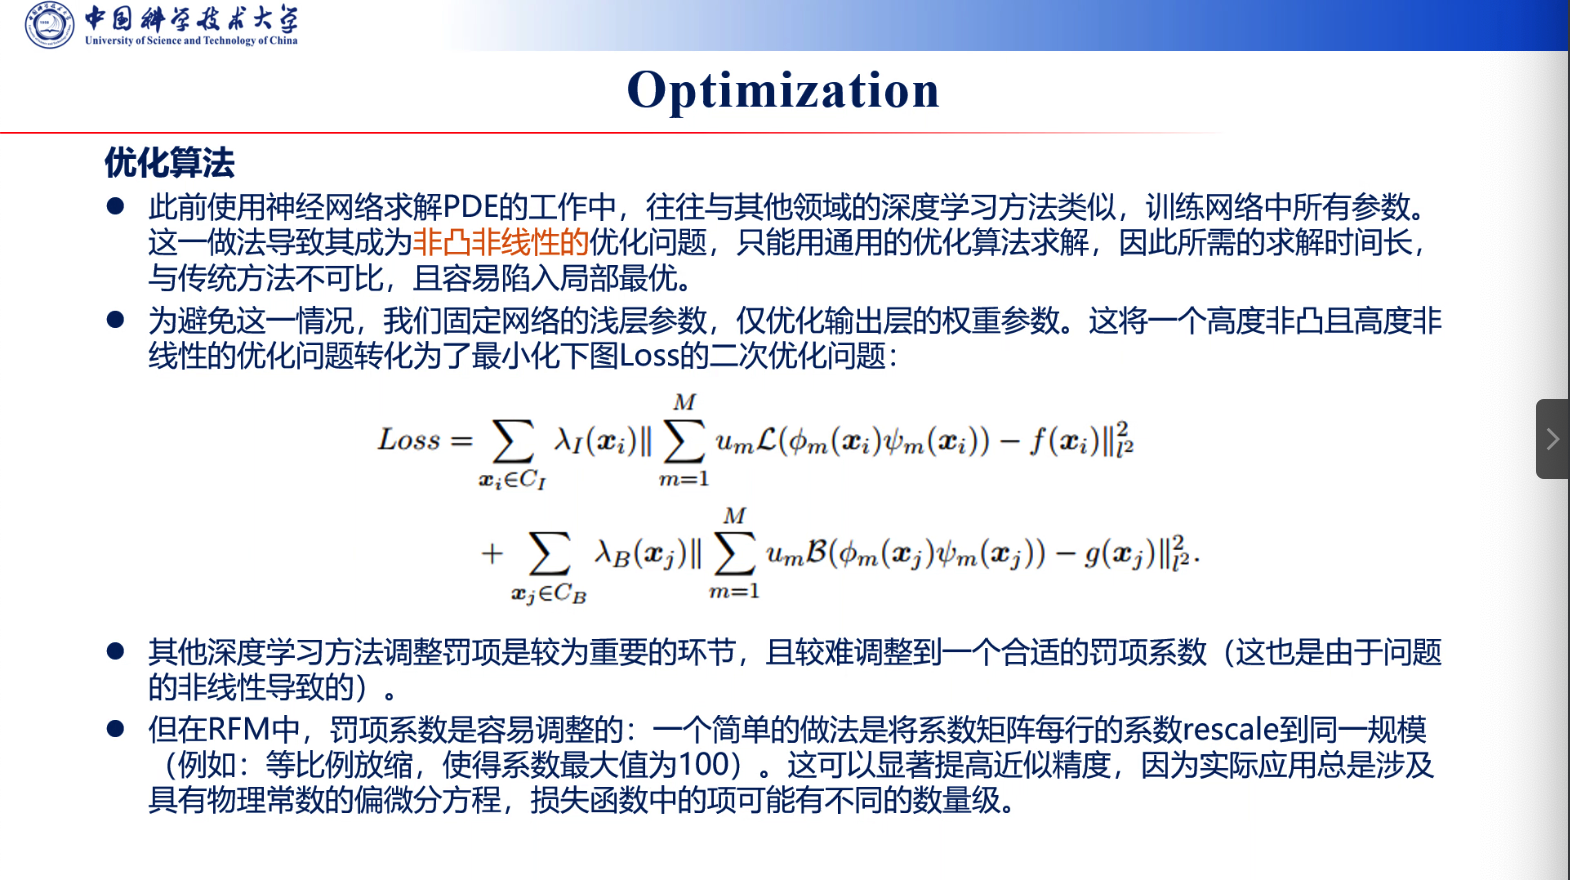 中国科学技术大学
University of Science and Technology of China
Optimization
优化算法
● 此前使用神经网络求解PDE的工作中，往往与其他领域的深度学习方法类似，训练网络中所有参数。
这一做法导致其成为非凸非线性的优化问题，只能用通用的优化算法求解，因此所需的求解时间长，
与传统方法不可比，且容易陷入局部最优。
● 为避免这一情况，我们固定网络的浅层参数，仅优化输出层的权重参数。这将一个高度非凸且高度非
线性的优化问题转化为了最小化下图Loss的二次优化问题：
$Loss = \sum_{\boldsymbol{x}_i \in C_I} \lambda_I(\boldsymbol{x}_i) \| \sum_{m=1}^{M} u_m \mathcal{L}(\phi_m(\boldsymbol{x}_i)\psi_m(\boldsymbol{x}_i)) - f(\boldsymbol{x}_i) \|_{l^2}^2$
$+ \sum_{\boldsymbol{x}_j \in C_B} \lambda_B(\boldsymbol{x}_j) \| \sum_{m=1}^{M} u_m \mathcal{B}(\phi_m(\boldsymbol{x}_j)\psi_m(\boldsymbol{x}_j)) - g(\boldsymbol{x}_j) \|_{l^2}^2.$
● 其他深度学习方法调整罚项是较为重要的环节，且较难调整到一个合适的罚项系数（这也是由于问题
的非线性导致的）。
● 但在RFM中，罚项系数是容易调整的：一个简单的做法是将系数矩阵每行的系数rescale到同一规模
（例如：等比例放缩，使得系数最大值为100）。这可以显著提高近似精度，因为实际应用总是涉及
具有物理常数的偏微分方程，损失函数中的项可能有不同的数量级。